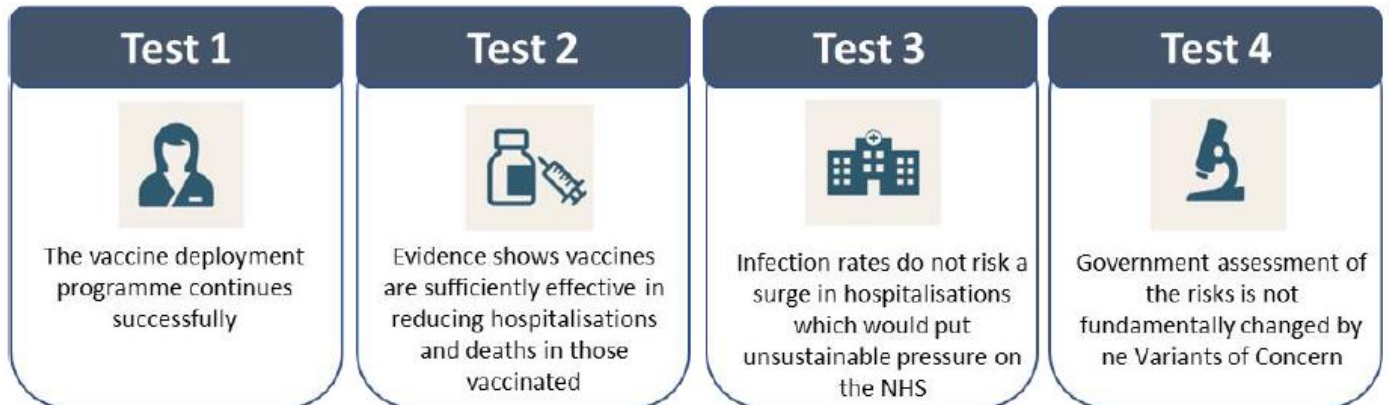 Test 1
The vaccine deployment
programme continues
successfully
Test 2
Evidence shows vaccines
are sufficiently effective in
reducing hospitalisations
and deaths in those
vaccinated
Test 3
Infection rates do not risk a
surge in hospitalisations
which would put
unsustainable pressure on
the NHS
Test 4
Government assessment of
the risks is not
fundamentally changed by
ne Variants of Concern